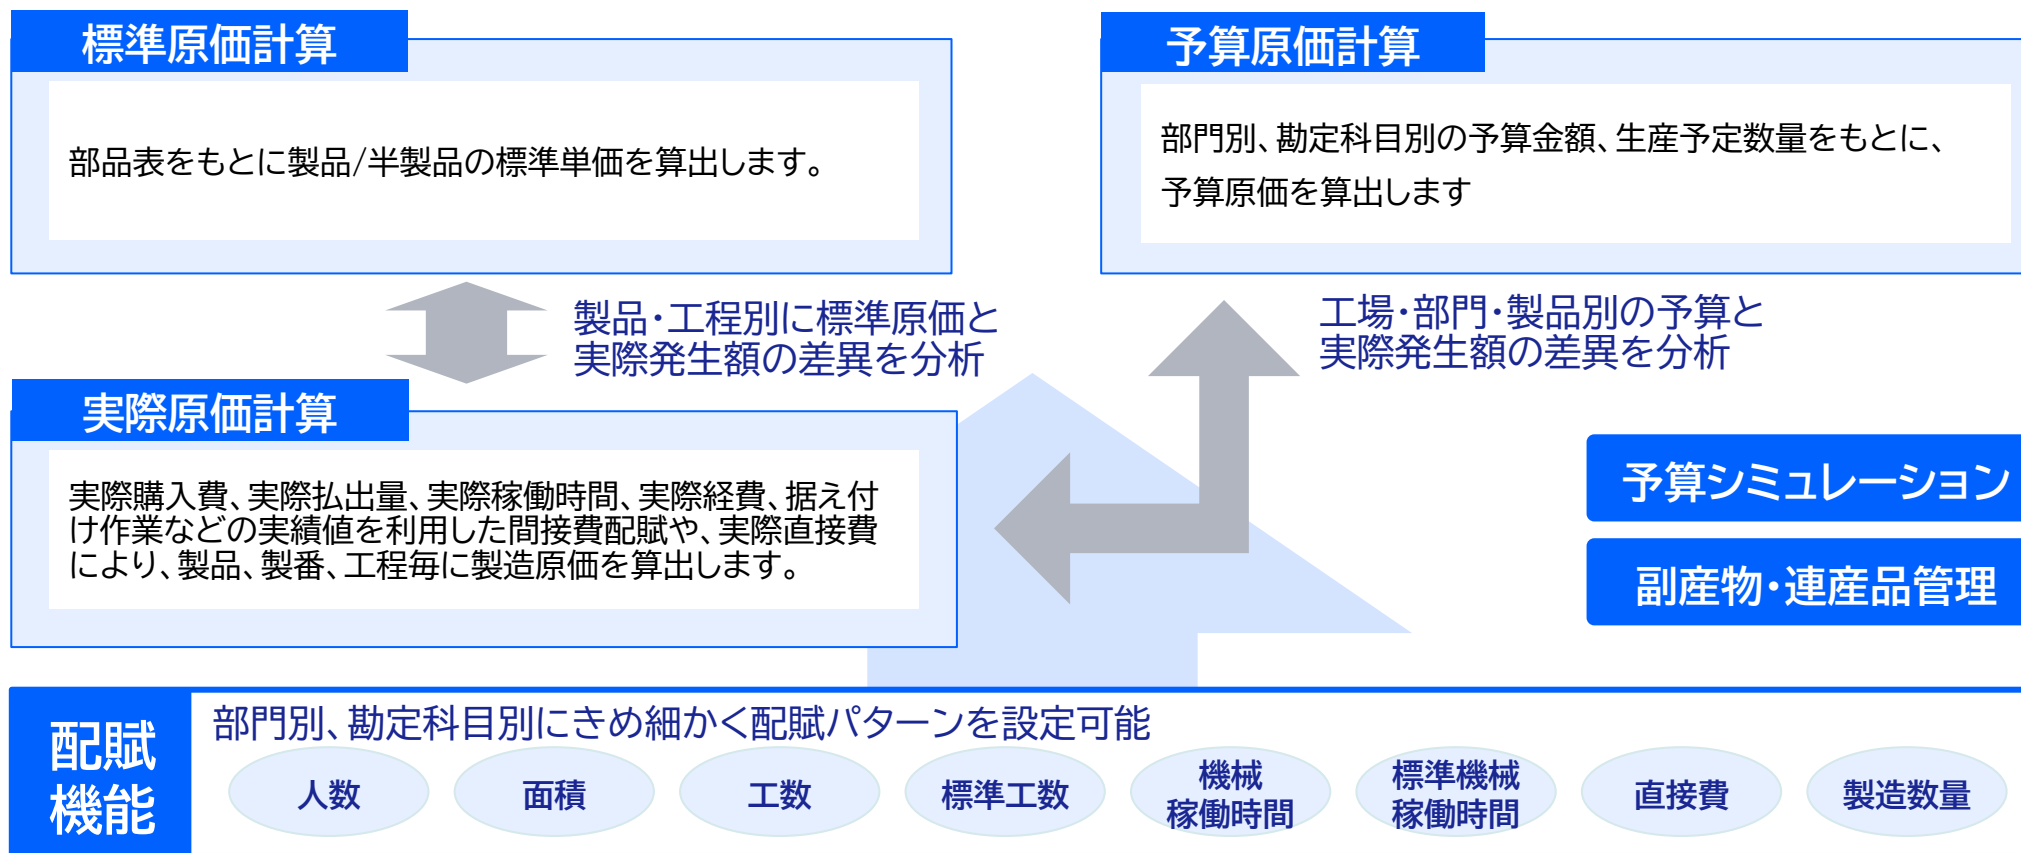 標準原価計算
部品表をもとに製品/半製品の標準単価を算出します。
予算原価計算
部門別、勘定科目別の予算金額、生産予定数量をもとに、
予算原価を算出します
製品・工程別に標準原価と
実際発生額の差異を分析
工場・部門・製品別の予算と
実際発生額の差異を分析
実際原価計算
実際購入費、実際払出量、実際稼働時間、実際経費、据え付
け作業などの実績値を利用した間接費配賦や、実際直接費
により、製品、製番、工程毎に製造原価を算出します。
予算シミュレーション
副産物・連産品管理
配賦
機能
部門別、勘定科目別にきめ細かく配賦パターンを設定可能
人数
面積
工数
標準工数
機械
稼働時間
標準機械
稼働時間
直接費
製造数量